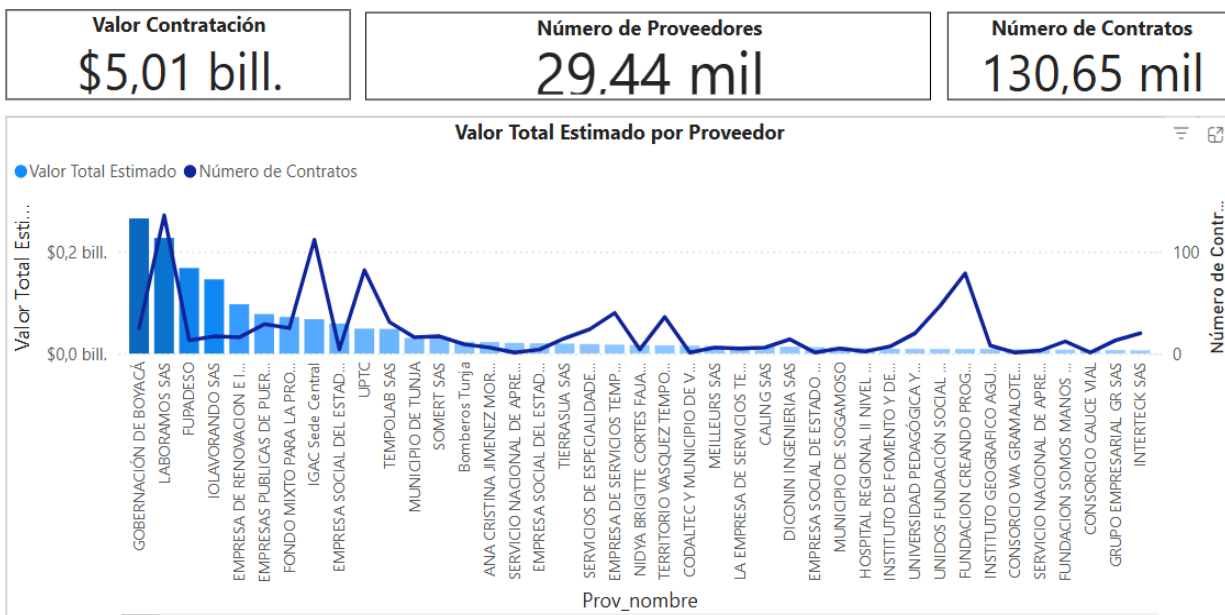 Valor Contratación
$5,01 bill.
Número de Proveedores
29,44 mil
Número de Contratos
130,65 mil
Valor Total Estimado por Proveedor
Valor Total Estimado
Número de Contratos
Valor Total Esti...
$0,2 bill.
$0,0 bill.
100
0
Número de Contr...
GOBERNACIÓN DE BOYACÁ
LABORAMOS SAS
FUPADESO
IOLAVORANDO SAS
EMPRESA DE RENOVACION E I...
EMPRESAS PUBLICAS DE PUER...
FONDO MIXTO PARA LA PRO...
IGAC Sede Central
EMPRESA SOCIAL DEL ESTAD...
UPTC
TEMPOLAB SAS
MUNICIPIO DE TUNJA
SOMERT SAS
Bomberos Tunja
ANA CRISTINA JIMENEZ MOR...
SERVICIO NACIONAL DE APRE...
EMPRESA SOCIAL DEL ESTAD...
TIERRASUA SAS
SERVICIOS DE ESPECIALIDADE...
EMPRESA DE SERVICIOS TEMP...
NIDYA BRIGITTE CORTES FAJA...
TERRITORIO VASQUEZ TEMPO...
CODALTEC Y MUNICIPIO DE V...
MEILLEURS SAS
LA EMPRESA DE SERVICIOS TE...
CALING SAS
DICONIN INGENIERIA SAS
EMPRESA SOCIAL DE ESTADO ...
MUNICIPIO DE SOGAMOSO
HOSPITAL REGIONAL II NIVEL ...
INSTITUTO DE FOMENTO Y DE...
UNIVERSIDAD PEDAGÓGICA Y...
UNIDOS FUNDACIÓN SOCIAL ...
FUNDACION CREANDO PROG...
INSTITUTO GEOGRAFICO AGU...
CONSORCIO WA GRAMALOTE...
SERVICIO NACIONAL DE APRE...
FUNDACION SOMOS MANOS ...
CONSORCIO CAUCE VIAL
GRUPO EMPRESARIAL GR SAS
INTERTECK SAS
Prov_nombre